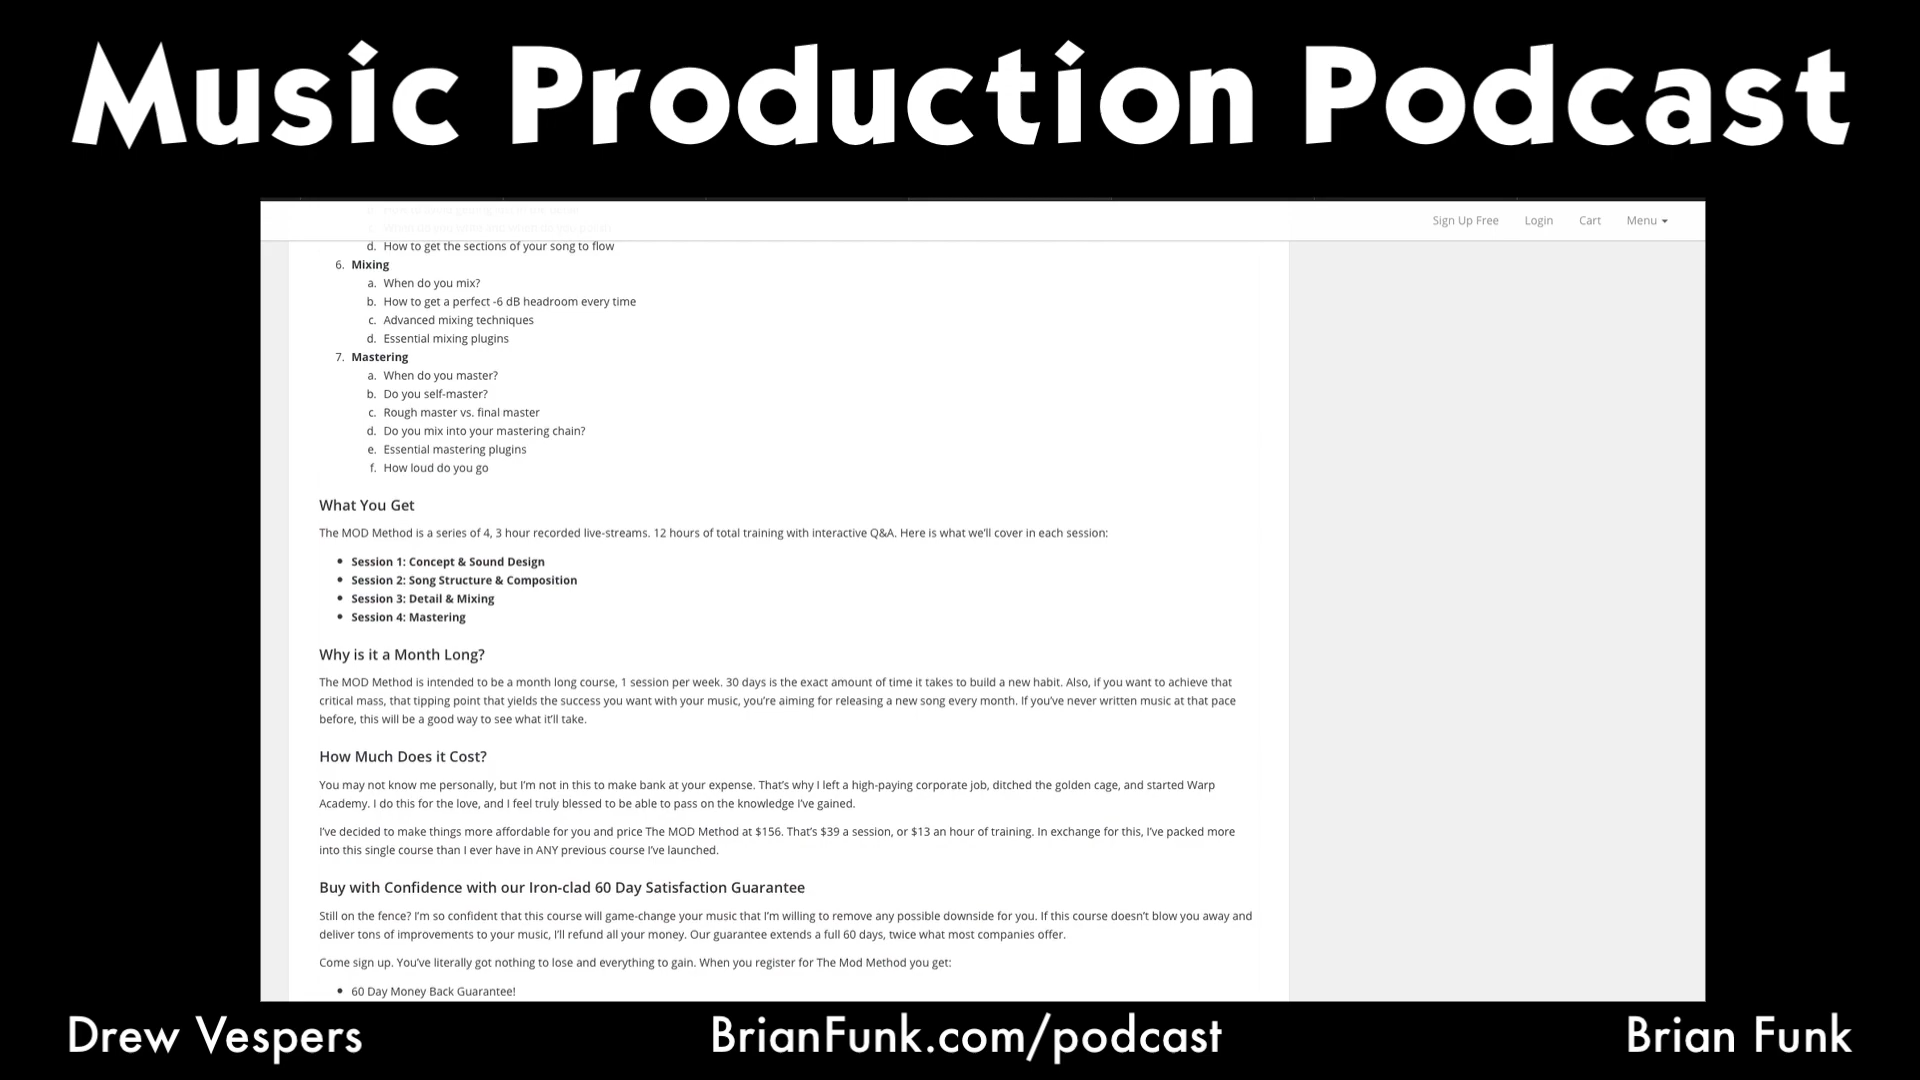 Music Production Podcast
Sign Up Free Login Cart Menu
d. How to get the sections of your song to flow
6. Mixing
a. When do you mix?
b. How to get a perfect -6 dB headroom every time
c. Advanced mixing techniques
d. Essential mixing plugins
7. Mastering
a. When do you master?
b. Do you self-master?
c. Rough master vs. final master
d. Do you mix into your mastering chain?
e. Essential mastering plugins
f. How loud do you go
What You Get
The MOD Method is a series of 4, 3 hour recorded live-streams. 12 hours of total training with interactive Q&A. Here is what we'll cover in each session:
• Session 1: Concept & Sound Design
• Session 2: Song Structure & Composition
• Session 3: Detail & Mixing
• Session 4: Mastering
Why is it a Month Long?
The MOD Method is intended to be a month long course, 1 session per week. 30 days is the exact amount of time it takes to build a new habit. Also, if you want to achieve that
critical mass, that tipping point that yields the success you want with your music, you're aiming for releasing a new song every month. If you've never written music at that pace
before, this will be a good way to see what it'll take.
How Much Does it Cost?
You may not know me personally, but I'm not in this to make bank at your expense. That's why I left a high-paying corporate job, ditched the golden cage, and started Warp
Academy. I do this for the love, and I feel truly blessed to be able to pass on the knowledge I've gained.
I've decided to make things more affordable for you and price The MOD Method at $156. That's $39 a session, or $13 an hour of training. In exchange for this, I've packed more
into this single course than I ever have in ANY previous course I've launched.
Buy with Confidence with our Iron-clad 60 Day Satisfaction Guarantee
Still on the fence? I'm so confident that this course will game-change your music that I'm willing to remove any possible downside for you. If this course doesn't blow you away and
deliver tons of improvements to your music, I'll refund all your money. Our guarantee extends a full 60 days, twice what most companies offer.
Come sign up. You've literally got nothing to lose and everything to gain. When you register for The Mod Method you get:
• 60 Day Money Back Guarantee!
Drew Vespers BrianFunk.com/podcast Brian Funk